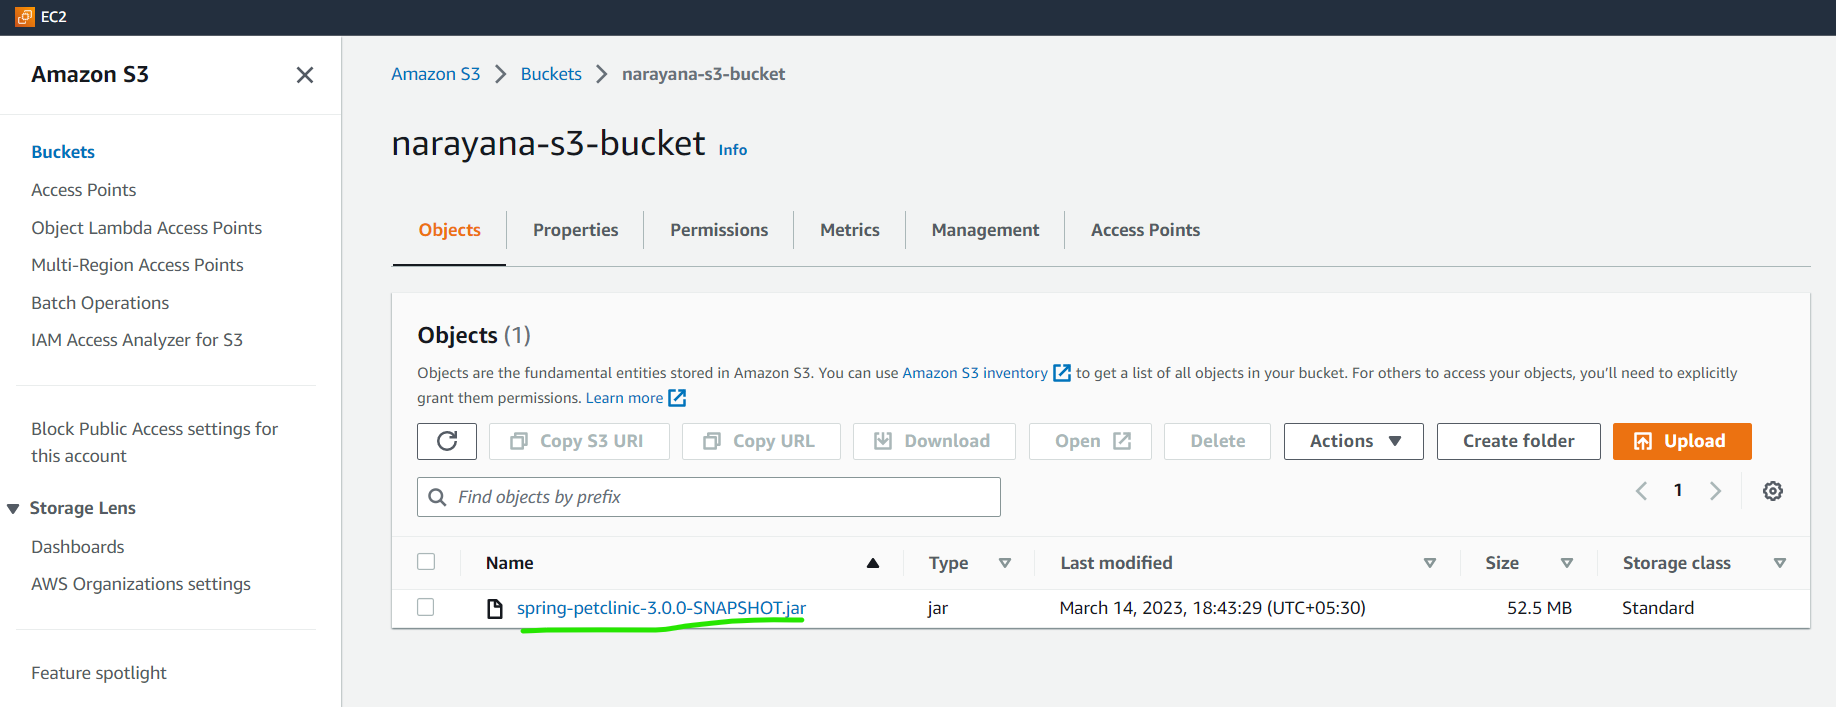 EC2
Amazon S3
Buckets
Access Points
Object Lambda Access Points
Multi-Region Access Points
Batch Operations
IAM Access Analyzer for S3
Block Public Access settings for
this account
Storage Lens
Dashboards
AWS Organizations settings
Feature spotlight
Amazon S3 Buckets narayana-s3-bucket
narayana-s3-bucket Info
Objects Properties Permissions Metrics Management Access Points
Objects (1)
Objects are the fundamental entities stored in Amazon S3. You can use Amazon S3 inventory to get a list of all objects in your bucket. For others to access your objects, you'll need to explicitly
grant them permissions. Learn more
Copy S3 URI Copy URL Download Open Delete Actions Create folder Upload
Find objects by prefix 1
Name Type Last modified Size Storage class
spring-petclinic-3.0.0-SNAPSHOT.jar jar March 14, 2023, 18:43:29 (UTC+05:30) 52.5 MB Standard